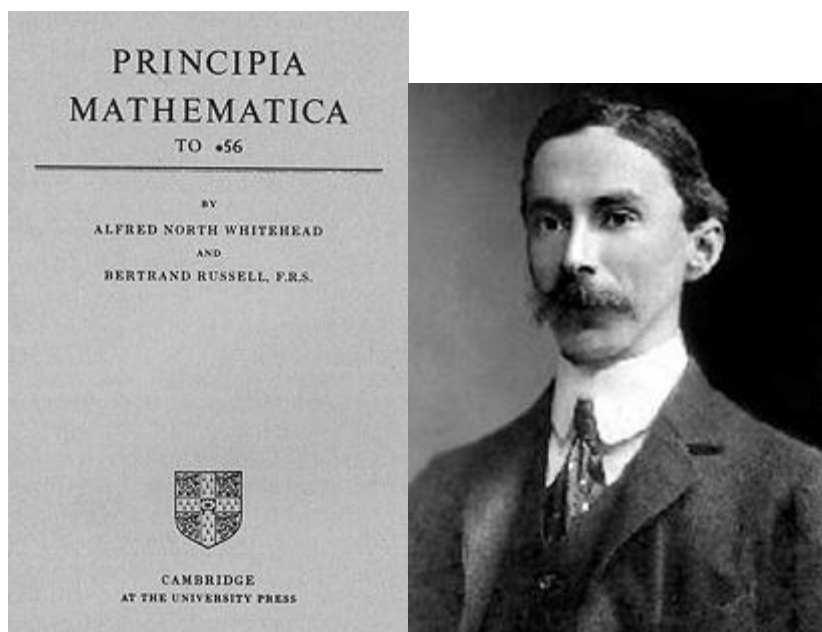 PRINCIPIA
MATHEMATICA
TO *56
BY
ALFRED NORTH WHITEHEAD
AND
BERTRAND RUSSELL, F.R.S.
CAMBRIDGE
AT THE UNIVERSITY PRESS